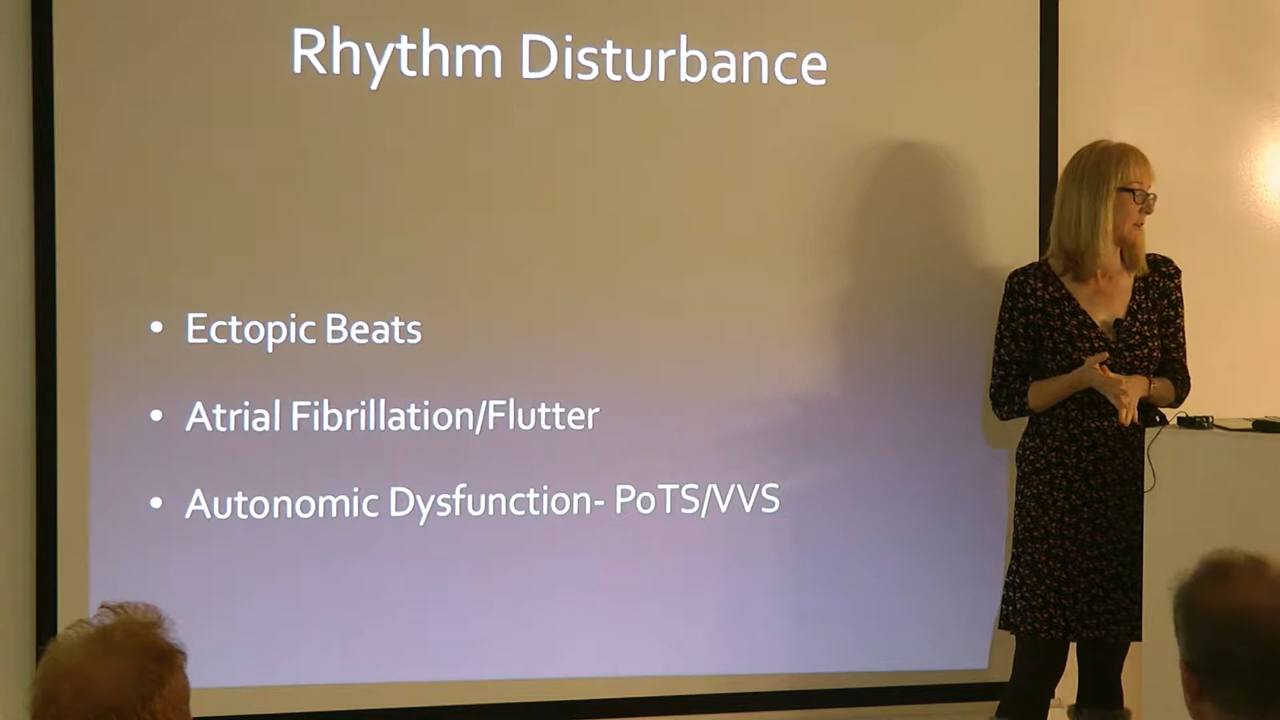 Rhythm Disturbance
• Ectopic Beats
• Atrial Fibrillation/Flutter
• Autonomic Dysfunction- PoTS/VVS